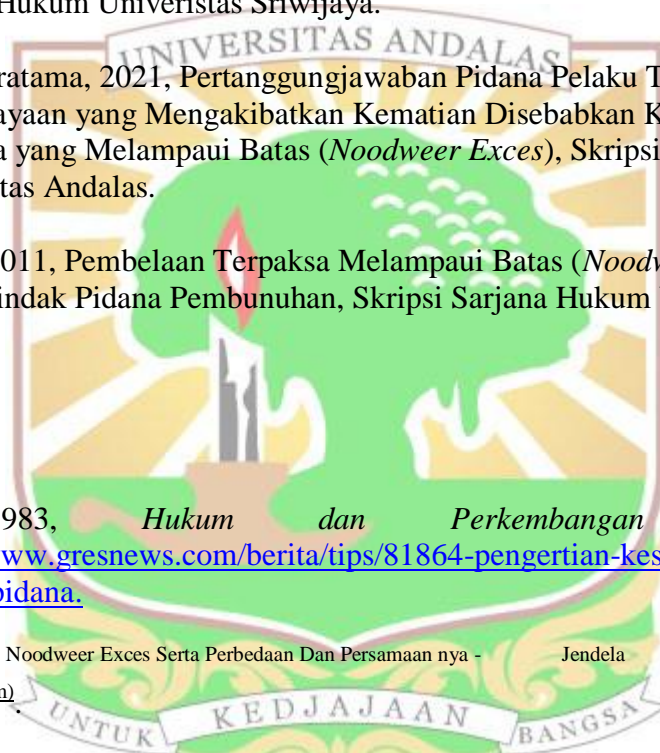 Hukum Univeristas Sriwijaya.
UNIVERSITAS ANDALAS
ratama, 2021, Pertanggungjawaban Pidana Pelaku T
ayaan yang Mengakibatkan Kematian Disebabkan K
a yang Melampaui Batas (Noodweer Exces), Skripsi
tas Andalas.
011, Pembelaan Terpaksa Melampaui Batas (Noodw
indak Pidana Pembunuhan, Skripsi Sarjana Hukum
983, Hukum dan Perkembangan
ww.gresnews.com/berita/tips/81864-pengertian-kes
pidana.
Noodweer Exces Serta Perbedaan Dan Persamaan nya - Jendela
n).
UNTUK KEDJAJAAN BANGSA